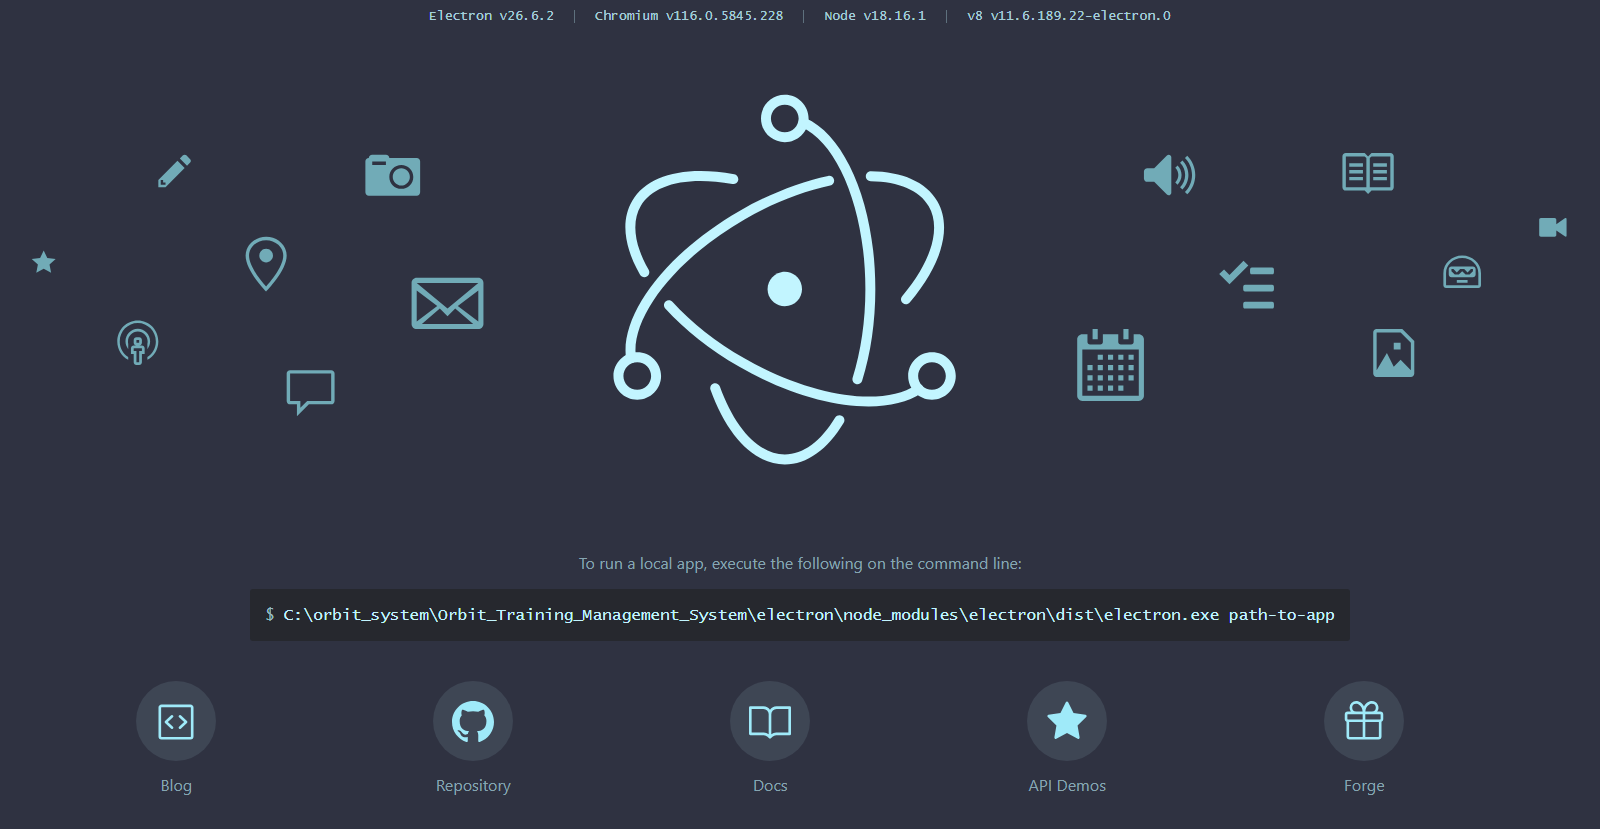 Electron v26.6.2 | Chromium v116.0.5845.228 | Node v18.16.1 | v8 v11.6.189.22-electron.0
To run a local app, execute the following on the command line:
$ C:\orbit_system\Orbit_Training_Management_System\electron\node_modules\electron\dist\electron.exe path-to-app
Blog
Repository
Docs
API Demos
Forge